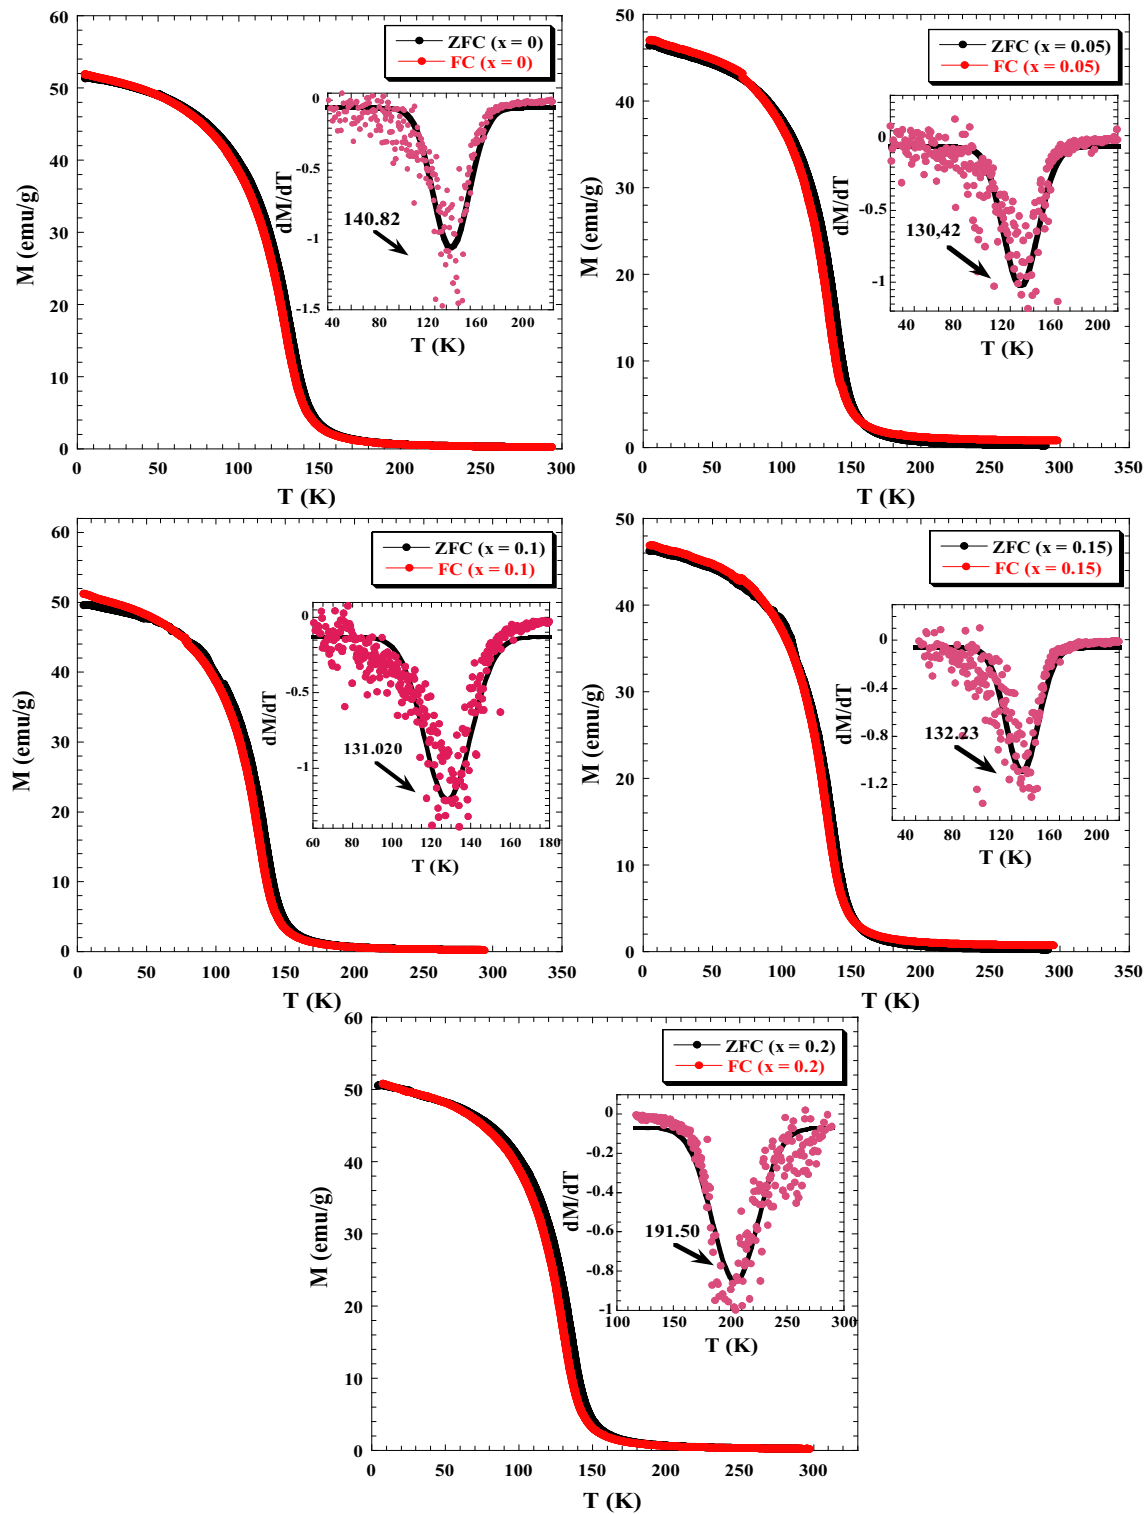 ZFC (x = 0)
FC (x = 0)
60
50
40
30
20
10
0
M (emu/g)
0 50 100 150 200 250 300
T (K)
0
-0.5
-1
-1.5
dM/dT
140.82
40 80 120 160 200
T (K)
ZFC (x = 0.05)
FC (x = 0.05)
50
40
30
20
10
0
M (emu/g)
0 50 100 150 200 250 300 350
T (K)
0
-0.5
-1
dM/dT
130,42
40 80 120 160 200
T (K)
ZFC (x = 0.1)
FC (x = 0.1)
60
50
40
30
20
10
0
M (emu/g)
0 50 100 150 200 250 300 350
T (K)
0
-0.5
-1
dM/dT
131.020
60 80 100 120 140 160 180
T (K)
ZFC (x = 0.15)
FC (x = 0.15)
50
40
30
20
10
0
M (emu/g)
0 50 100 150 200 250 300 350
T (K)
0
-0.4
-0.8
-1.2
dM/dT
132.23
40 80 120 160 200
T (K)
ZFC (x = 0.2)
FC (x = 0.2)
60
50
40
30
20
10
0
M (emu/g)
0 50 100 150 200 250 300
T (K)
0
-0.2
-0.4
-0.6
-0.8
-1
dM/dT
191.50
100 150 200 250 300
T (K)